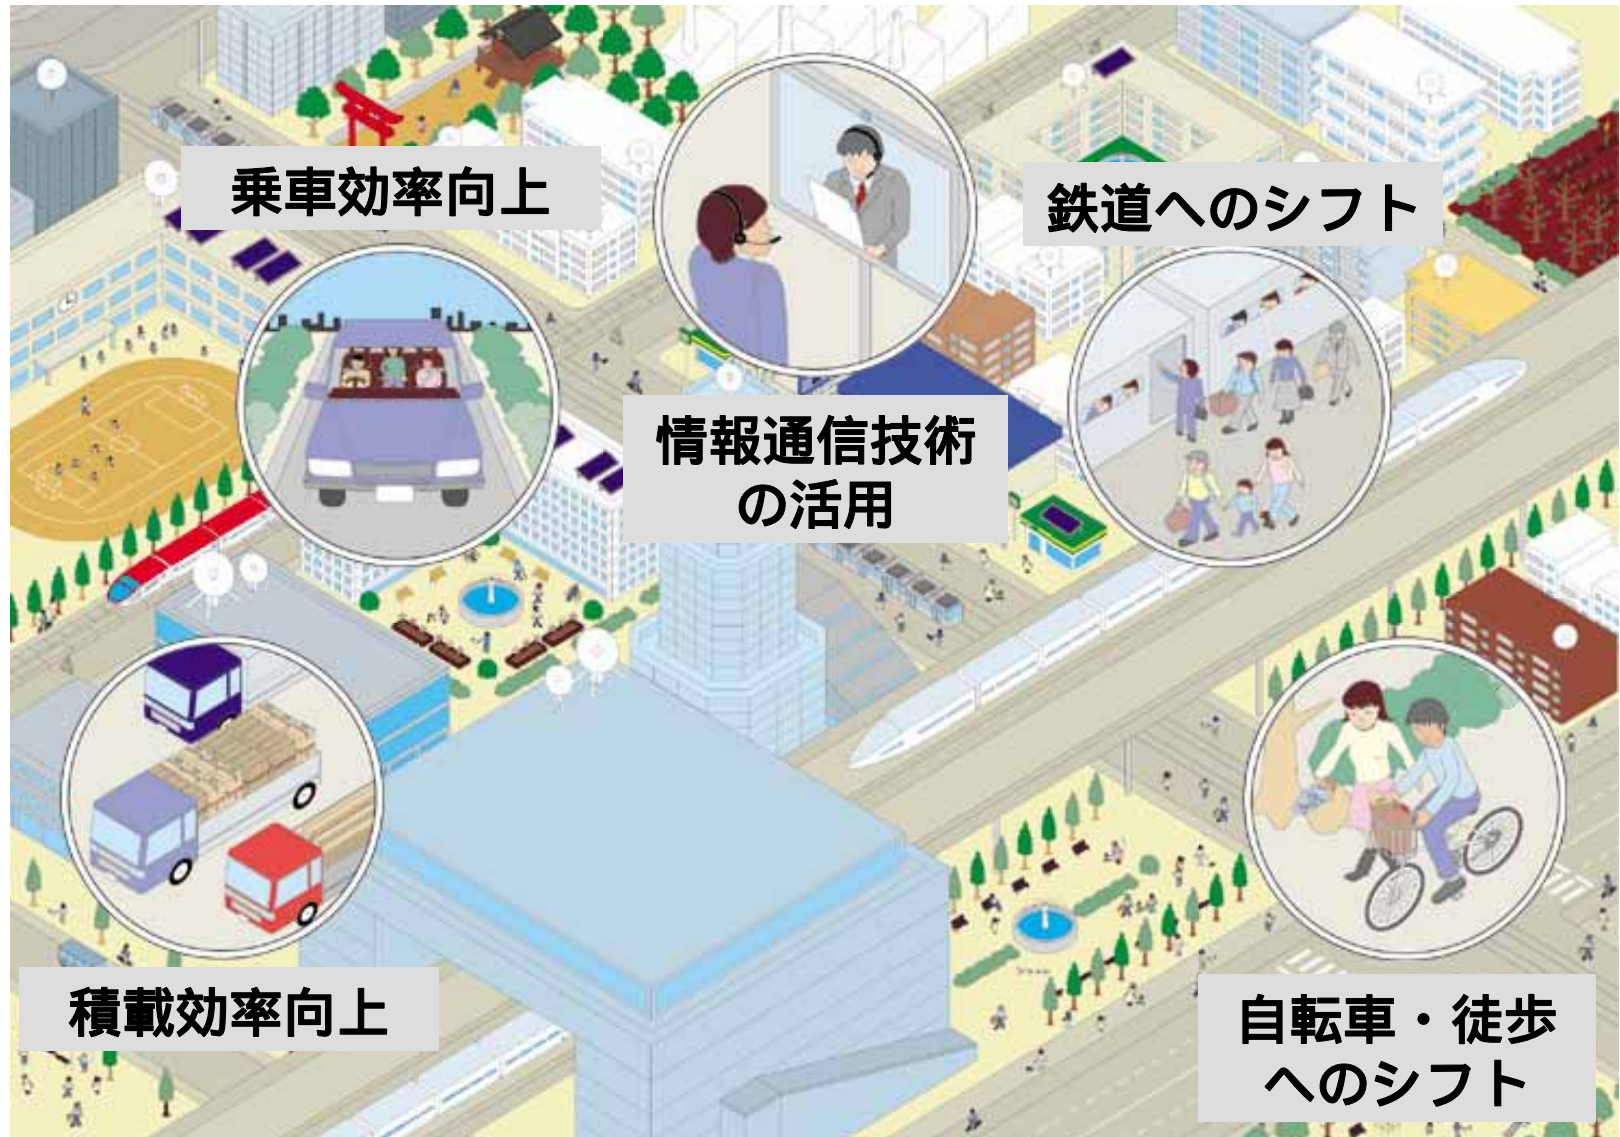 乗車効率向上
鉄道へのシフト
情報通信技術
の活用
積載効率向上
自転車・徒歩
へのシフト